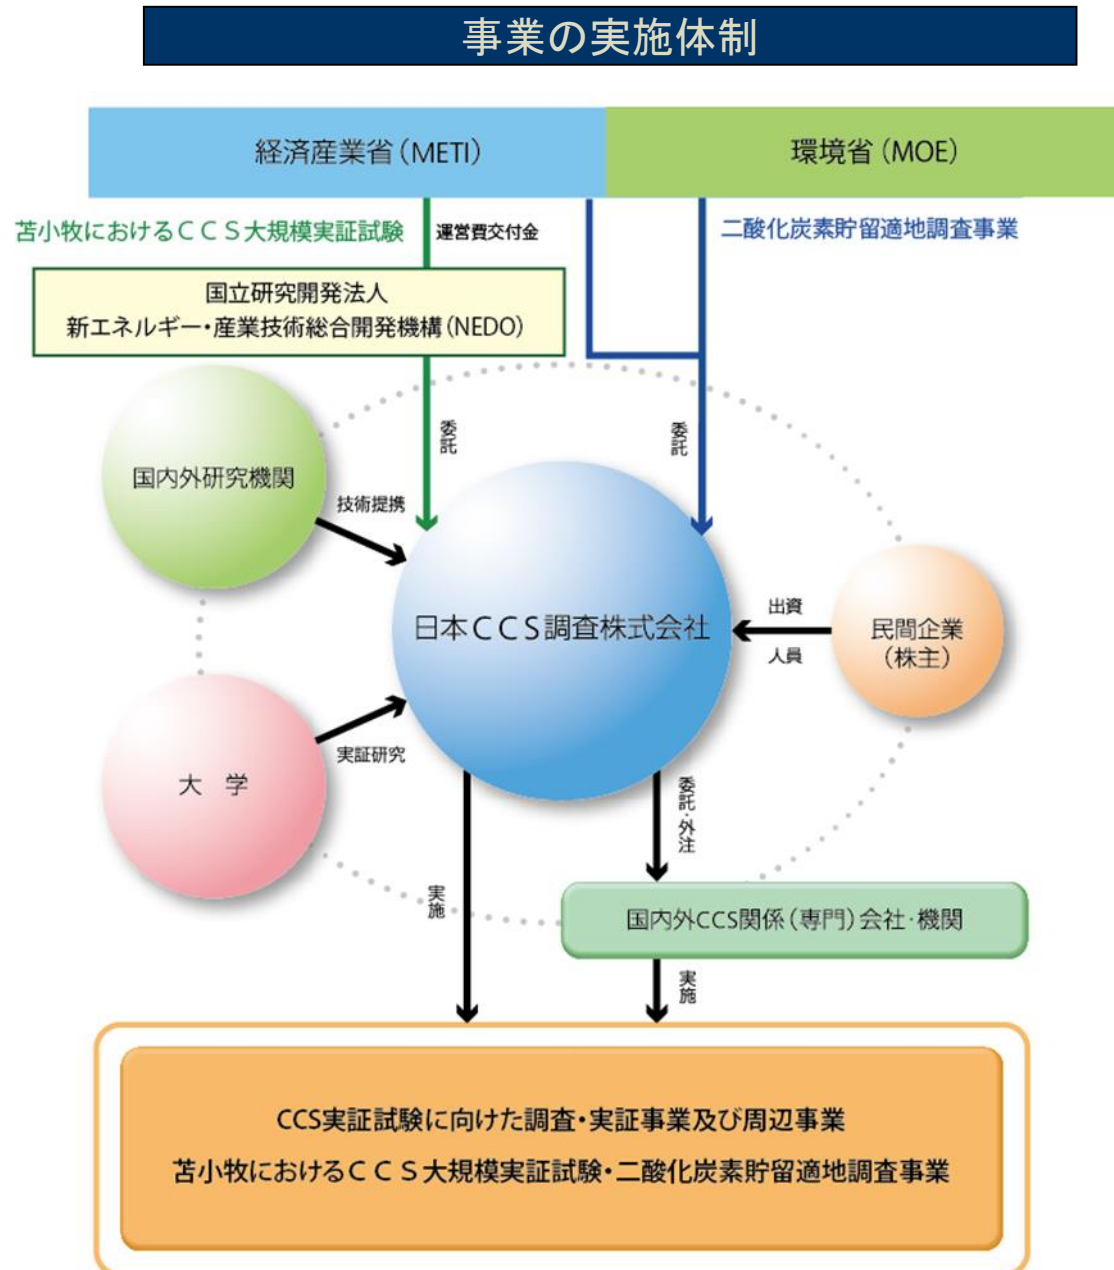 事業の実施体制
経済産業省(METI)
環境省(MOE)
苫小牧におけるCCS大規模実証試験
運営費交付金
二酸化炭素貯留適地調査事業
国立研究開発法人
新エネルギー・産業技術総合開発機構(NEDO)
委託
委託
国内外研究機関
技術提携
日本CCS調査株式会社
出資
人員
民間企業
(株主)
大 学
実証研究
委託・外注
実施
国内外CCS関係(専門)会社・機関
実施
CCS実証試験に向けた調査・実証事業及び周辺事業
苫小牧におけるCCS大規模実証試験・二酸化炭素貯留適地調査事業